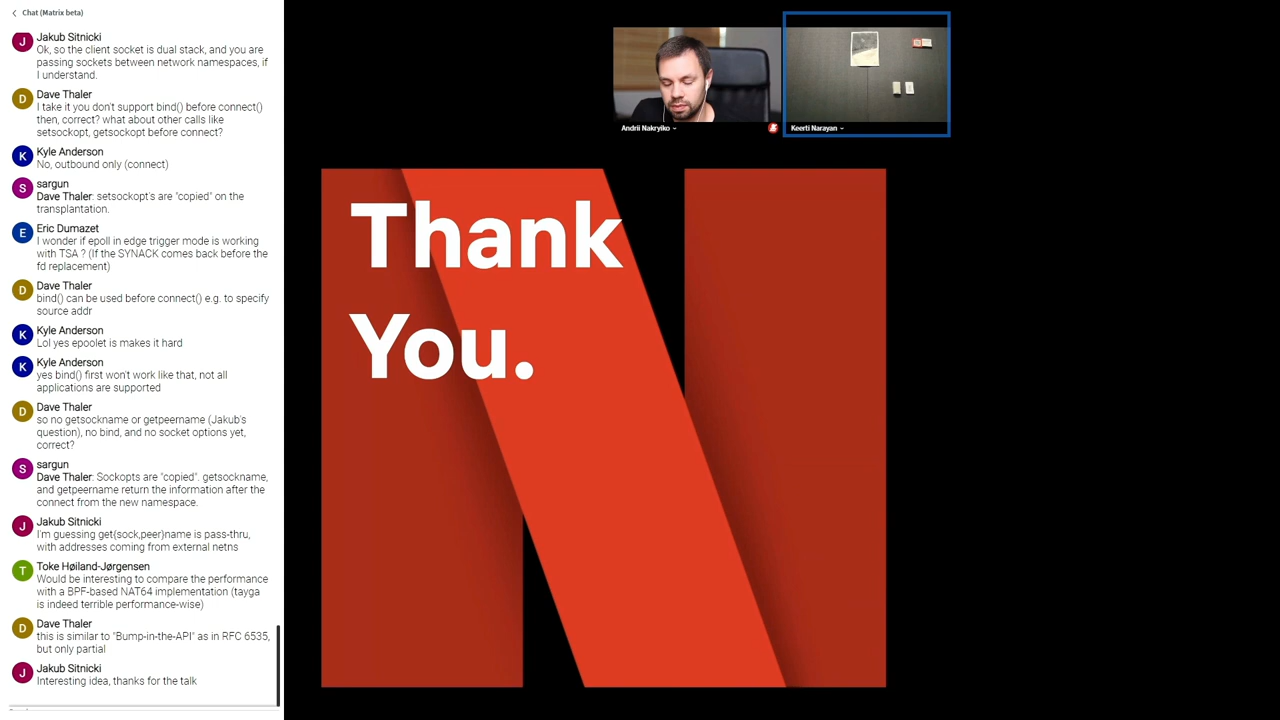 Chat (Matrix beta)
Jakub Sitnicki
Ok, so the client socket is dual stack, and you are
passing sockets between network namespaces, if
I understand.
Dave Thaler
I take it you don't support bind() before connect()
then, correct? what about other calls like
setsockopt, getsockopt before connect?
Kyle Anderson
No, outbound only (connect)
sargun
Dave Thaler: setsockopt's are "copied" on the
transplantation.
Eric Dumazet
I wonder if epoll in edge trigger mode is working
with TSA ? (If the SYNACK comes back before the
fd replacement)
Dave Thaler
bind() can be used before connect() e.g. to specify
source addr
Kyle Anderson
Lol yes epoolet is makes it hard
Kyle Anderson
yes bind() first won't work like that, not all
applications are supported
Dave Thaler
so no getsockname or getpeername (Jakub's
question), no bind, and no socket options yet,
correct?
sargun
Dave Thaler: Sockopts are "copied". getsockname,
and getpeername return the information after the
connect from the new namespace.
Jakub Sitnicki
I'm guessing get{sock,peer}name is pass-thru,
with addresses coming from external netns
Toke Høiland-Jørgensen
Would be interesting to compare the performance
with a BPF-based NAT64 implementation (tayga
is indeed terrible performance-wise)
Dave Thaler
this is similar to "Bump-in-the-API" as in RFC 6535,
but only partial
Jakub Sitnicki
Interesting idea, thanks for the talk
Andrii Nakryiko
Keerti Narayan
Thank
You.